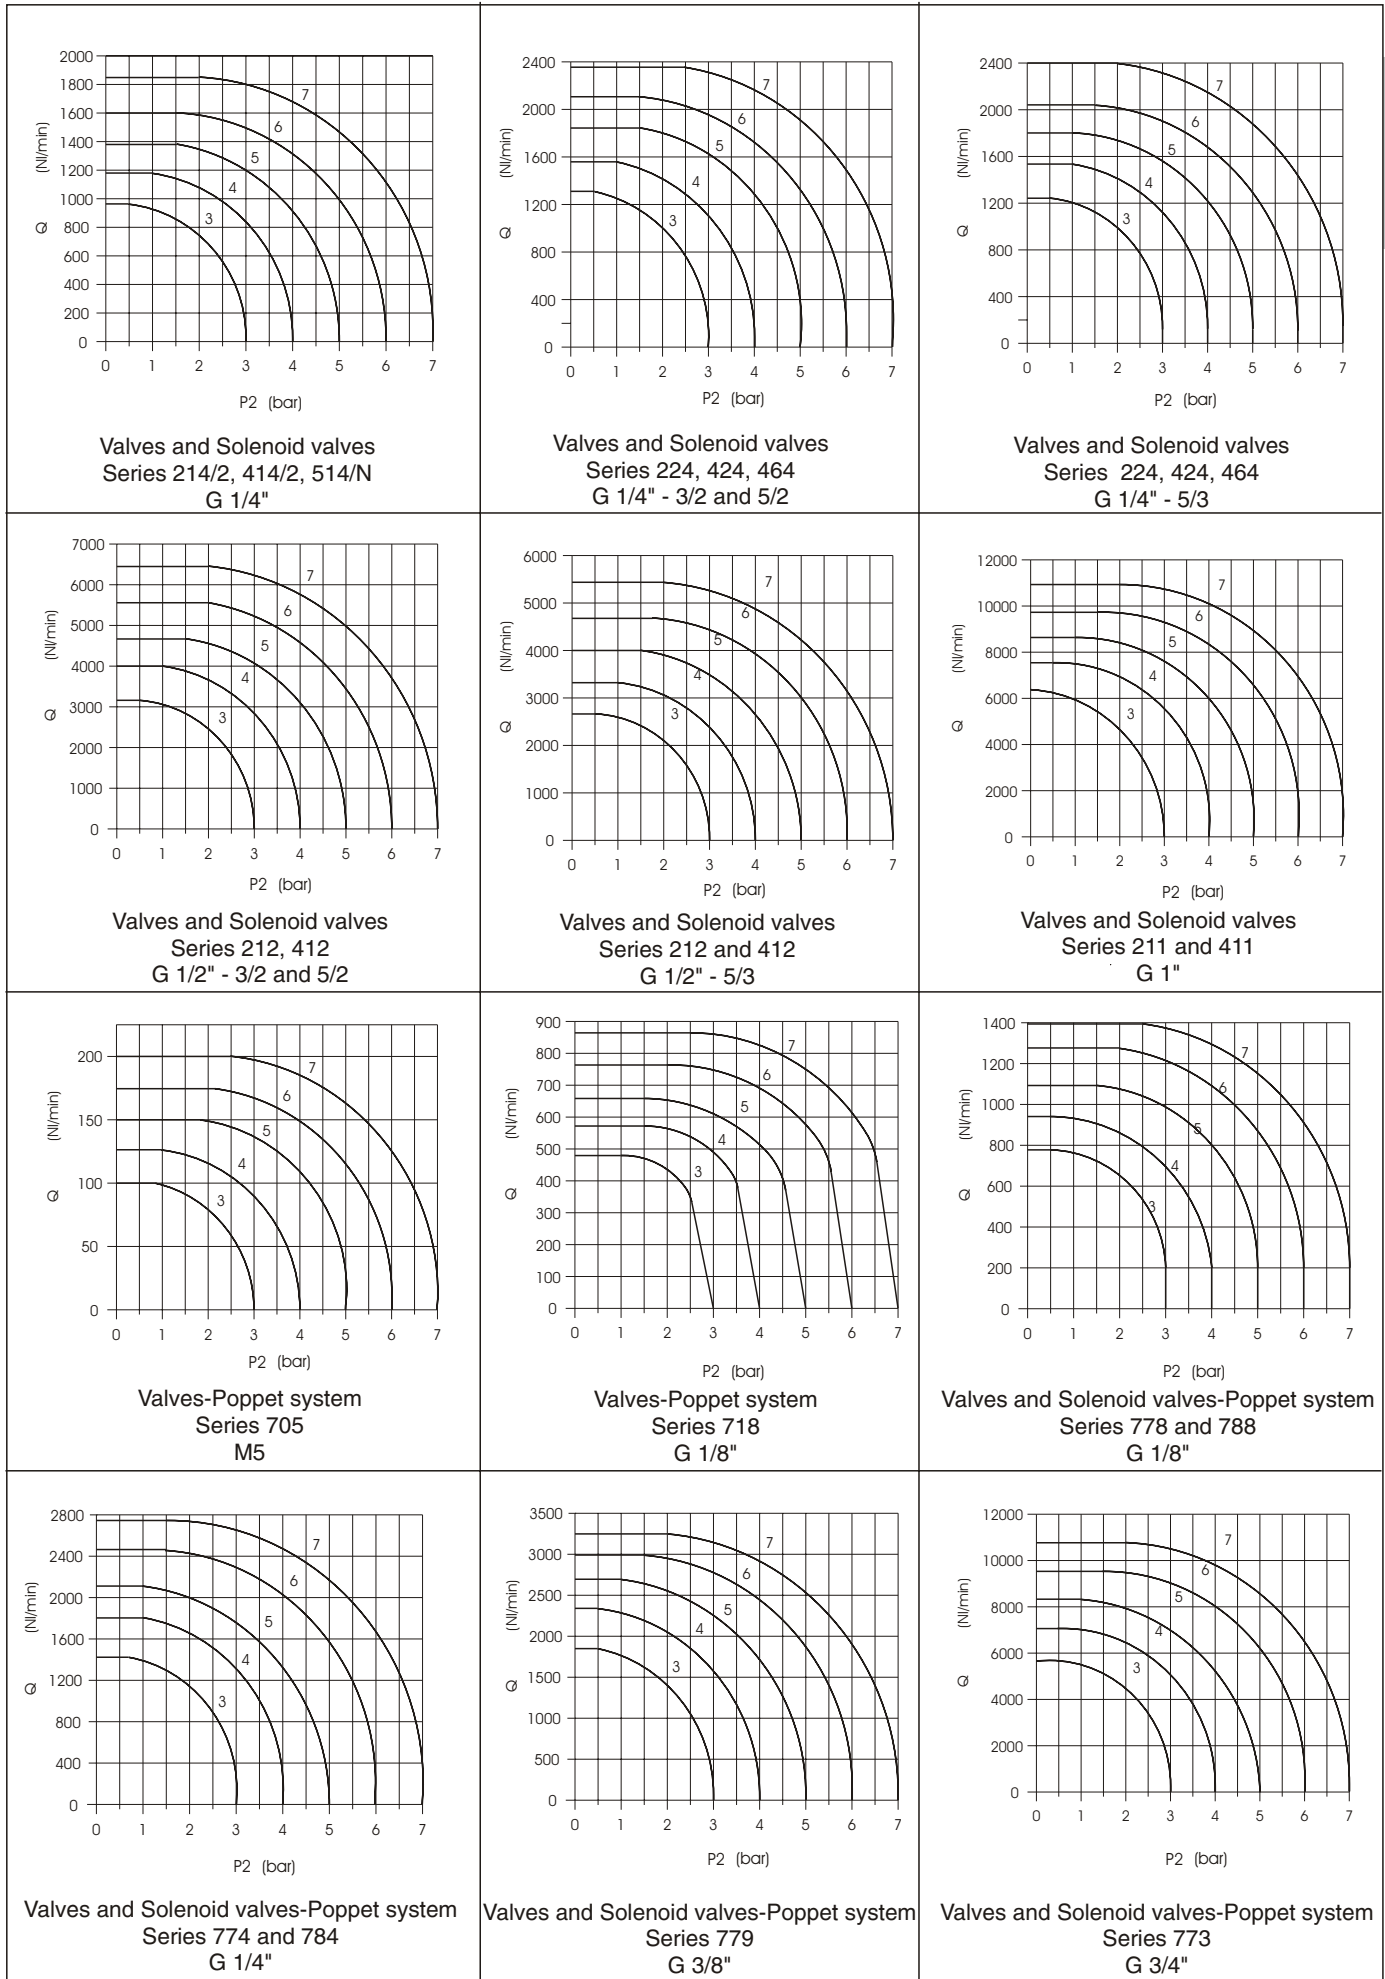 2000
1800
1600
1400
1200
1000
800
600
400
200
0
(Nl/min)
Q
7
6
5
4
3
0 1 2 3 4 5 6 7
P2 (bar)
Valves and Solenoid valves
Series 214/2, 414/2, 514/N
G 1/4"
2400
2000
1600
1200
800
400
0
(Nl/min)
Q
7
6
5
4
3
0 1 2 3 4 5 6 7
P2 (bar)
Valves and Solenoid valves
Series 224, 424, 464
G 1/4" - 3/2 and 5/2
2400
2000
1600
1200
800
400
0
(Nl/min)
Q
7
6
5
4
3
0 1 2 3 4 5 6 7
P2 (bar)
Valves and Solenoid valves
Series 224, 424, 464
G 1/4" - 5/3
7000
6000
5000
4000
3000
2000
1000
0
(Nl/min)
Q
7
6
5
4
3
0 1 2 3 4 5 6 7
P2 (bar)
Valves and Solenoid valves
Series 212, 412
G 1/2" - 3/2 and 5/2
6000
5000
4000
3000
2000
1000
0
(Nl/min)
Q
7
6
5
4
3
0 1 2 3 4 5 6 7
P2 (bar)
Valves and Solenoid valves
Series 212 and 412
G 1/2" - 5/3
12000
10000
8000
6000
4000
2000
0
(Nl/min)
Q
7
6
5
4
3
0 1 2 3 4 5 6 7
P2 (bar)
Valves and Solenoid valves
Series 211 and 411
G 1"
200
150
100
50
0
(Nl/min)
Q
7
6
5
4
3
0 1 2 3 4 5 6 7
P2 (bar)
Valves-Poppet system
Series 705
M5
900
800
700
600
500
400
300
200
100
0
(Nl/min)
Q
7
6
5
4
3
0 1 2 3 4 5 6 7
P2 (bar)
Valves-Poppet system
Series 718
G 1/8"
1400
1200
1000
800
600
400
200
0
(Nl/min)
Q
7
6
5
4
3
0 1 2 3 4 5 6 7
P2 (bar)
Valves and Solenoid valves-Poppet system
Series 778 and 788
G 1/8"
2800
2400
2000
1600
1200
800
400
0
(Nl/min)
Q
7
6
5
4
3
0 1 2 3 4 5 6 7
P2 (bar)
Valves and Solenoid valves-Poppet system
Series 774 and 784
G 1/4"
3500
3000
2500
2000
1500
1000
500
0
(Nl/min)
Q
7
6
5
4
3
0 1 2 3 4 5 6 7
P2 (bar)
Valves and Solenoid valves-Poppet system
Series 779
G 3/8"
12000
10000
8000
6000
4000
2000
0
(Nl/min)
Q
7
6
5
4
3
0 1 2 3 4 5 6 7
P2 (bar)
Valves and Solenoid valves-Poppet system
Series 773
G 3/4"